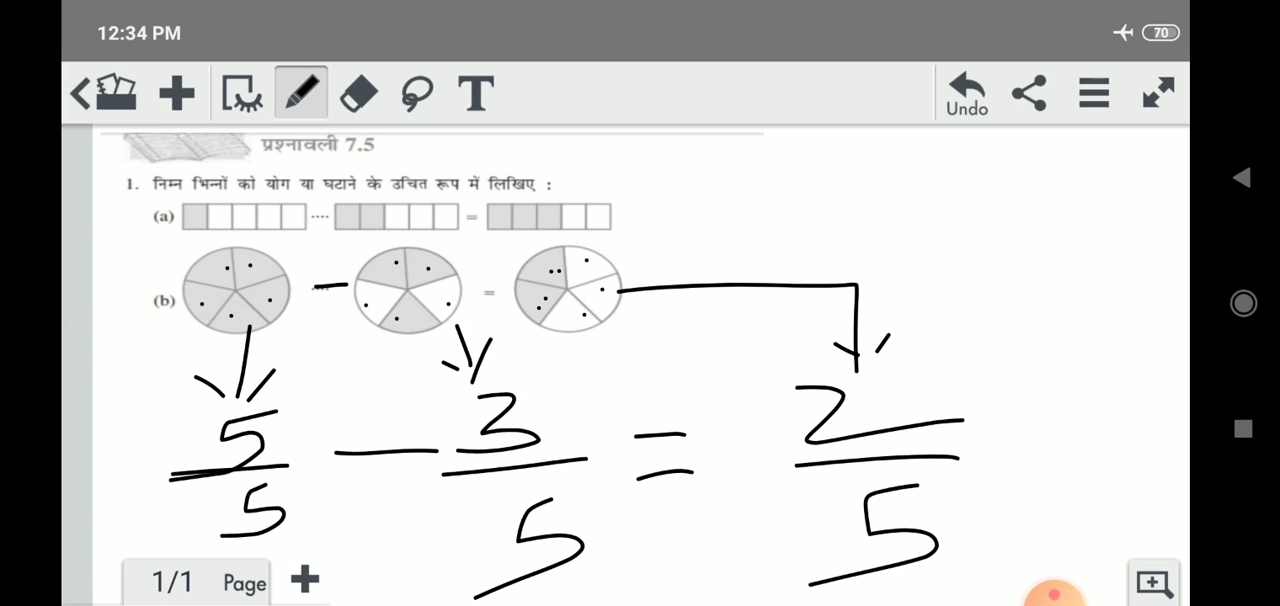 12:34 PM
70
T
Undo
प्रश्नावली 7.5
1. निम्न भिन्नों को योग या घटाने के उचित रूप में लिखिए :
(a) .... =
(b) – =
5/5 – 3/5 = 2/5
1/1 Page